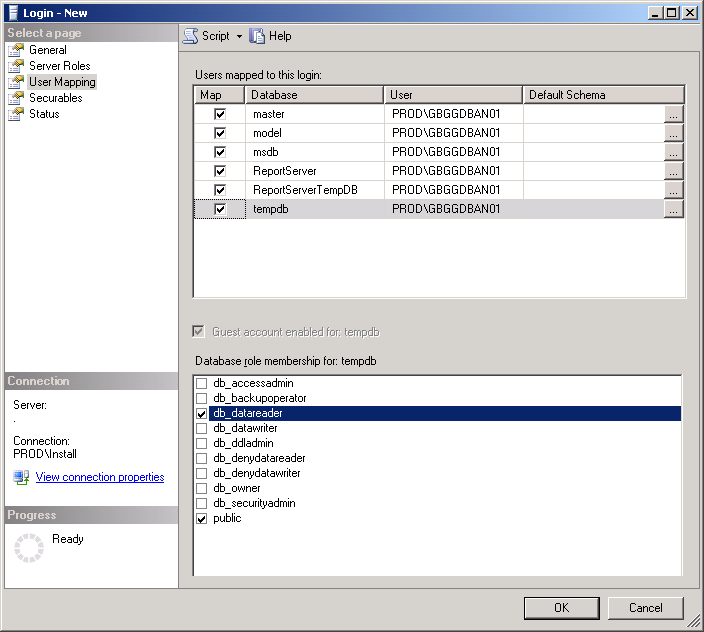 Login - New
Select a page
General
Server Roles
User Mapping
Securables
Status
Script Help
Users mapped to this login:
Map Database User Default Schema
master PROD\GBGGDBAN01 ...
model PROD\GBGGDBAN01 ...
msdb PROD\GBGGDBAN01 ...
ReportServer PROD\GBGGDBAN01 ...
ReportServerTempDB PROD\GBGGDBAN01 ...
tempdb PROD\GBGGDBAN01 ...
Guest account enabled for: tempdb
Database role membership for: tempdb
db_accessadmin
db_backupoperator
db_datareader
db_datawriter
db_ddladmin
db_denydatareader
db_denydatawriter
db_owner
db_securityadmin
public
Connection
Server:
.
Connection:
PROD\Install
View connection properties
Progress
Ready
OK Cancel